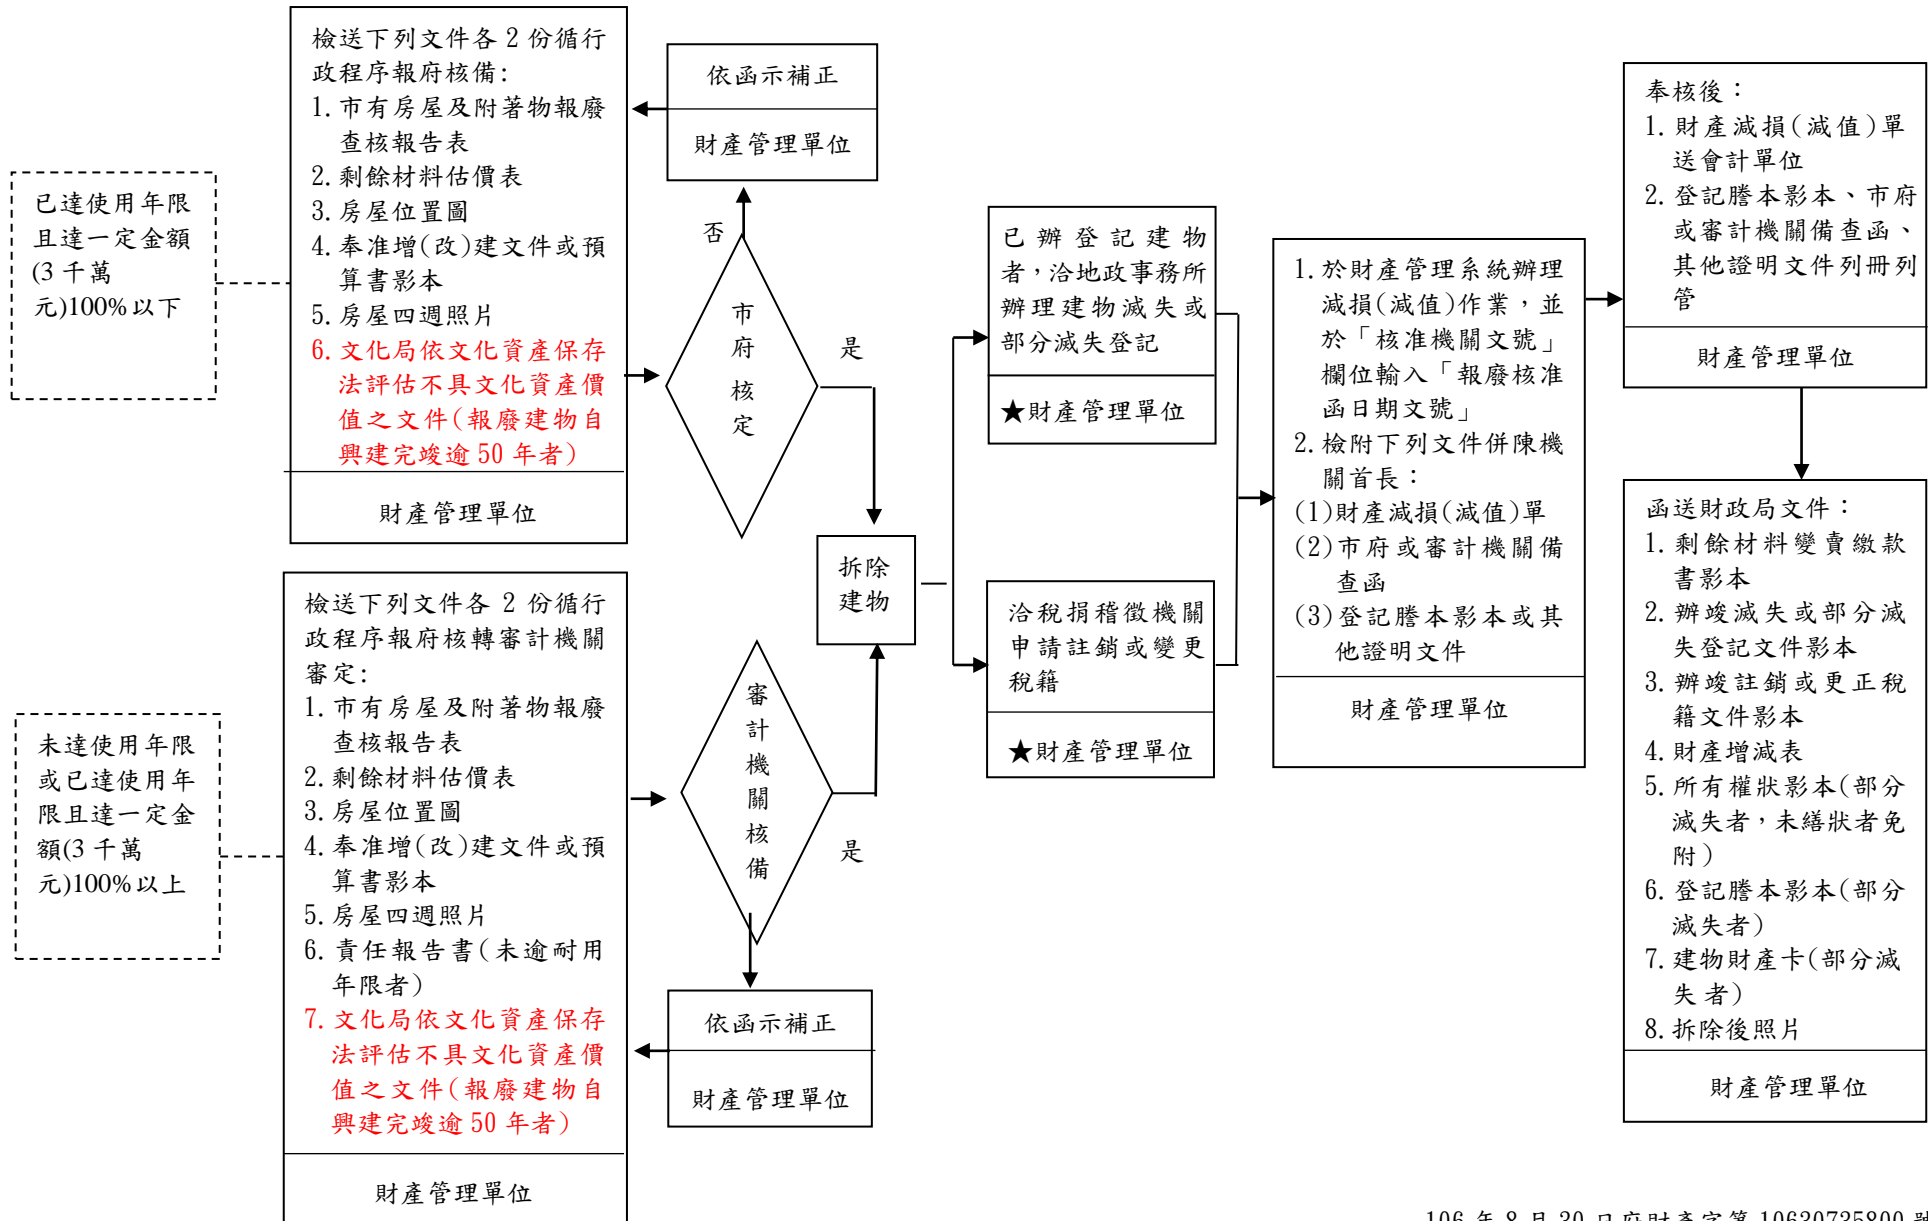 已達使用年限
且達一定金額
(3 千萬
元)100%以下
檢送下列文件各 2 份循行
政程序報府核備:
1.市有房屋及附著物報廢
查核報告表
2.剩餘材料估價表
3.房屋位置圖
4.奉准增(改)建文件或預
算書影本
5.房屋四週照片
6.文化局依文化資產保存
法評估不具文化資產價
值之文件(報廢建物自
興建完竣逾 50 年者)
財產管理單位
依函示補正
財產管理單位
否
市
府
核
定
是
未達使用年限
或已達使用年
限且達一定金
額(3 千萬
元)100%以上
檢送下列文件各 2 份循行
政程序報府核轉審計機關
審定:
1.市有房屋及附著物報廢
查核報告表
2.剩餘材料估價表
3.房屋位置圖
4.奉准增(改)建文件或預
算書影本
5.房屋四週照片
6.責任報告書(未逾耐用
年限者)
7.文化局依文化資產保存
法評估不具文化資產價
值之文件(報廢建物自
興建完竣逾 50 年者)
財產管理單位
審
計
機
關
核
備
是
依函示補正
財產管理單位
拆除
建物
已辦登記建物
者，洽地政事務所
辦理建物滅失或
部分滅失登記
★財產管理單位
洽稅捐稽徵機關
申請註銷或變更
稅籍
★財產管理單位
1.於財產管理系統辦理
減損(減值)作業，並
於「核准機關文號」
欄位輸入「報廢核准
函日期文號」
2.檢附下列文件併陳機
關首長：
(1)財產減損(減值)單
(2)市府或審計機關備
查函
(3)登記謄本影本或其
他證明文件
財產管理單位
奉核後：
1.財產減損(減值)單
送會計單位
2.登記謄本影本、市府
或審計機關備查函、
其他證明文件列冊列
管
財產管理單位
函送財政局文件：
1.剩餘材料變賣繳款
書影本
2.辦竣滅失或部分滅
失登記文件影本
3.辦竣註銷或更正稅
籍文件影本
4.財產增減表
5.所有權狀影本(部分
滅失者，未繕狀者免
附)
6.登記謄本影本(部分
滅失者)
7.建物財產卡(部分滅
失者)
8.拆除後照片
財產管理單位
106 年 8 月 30 日府財產字第 10630735800 號